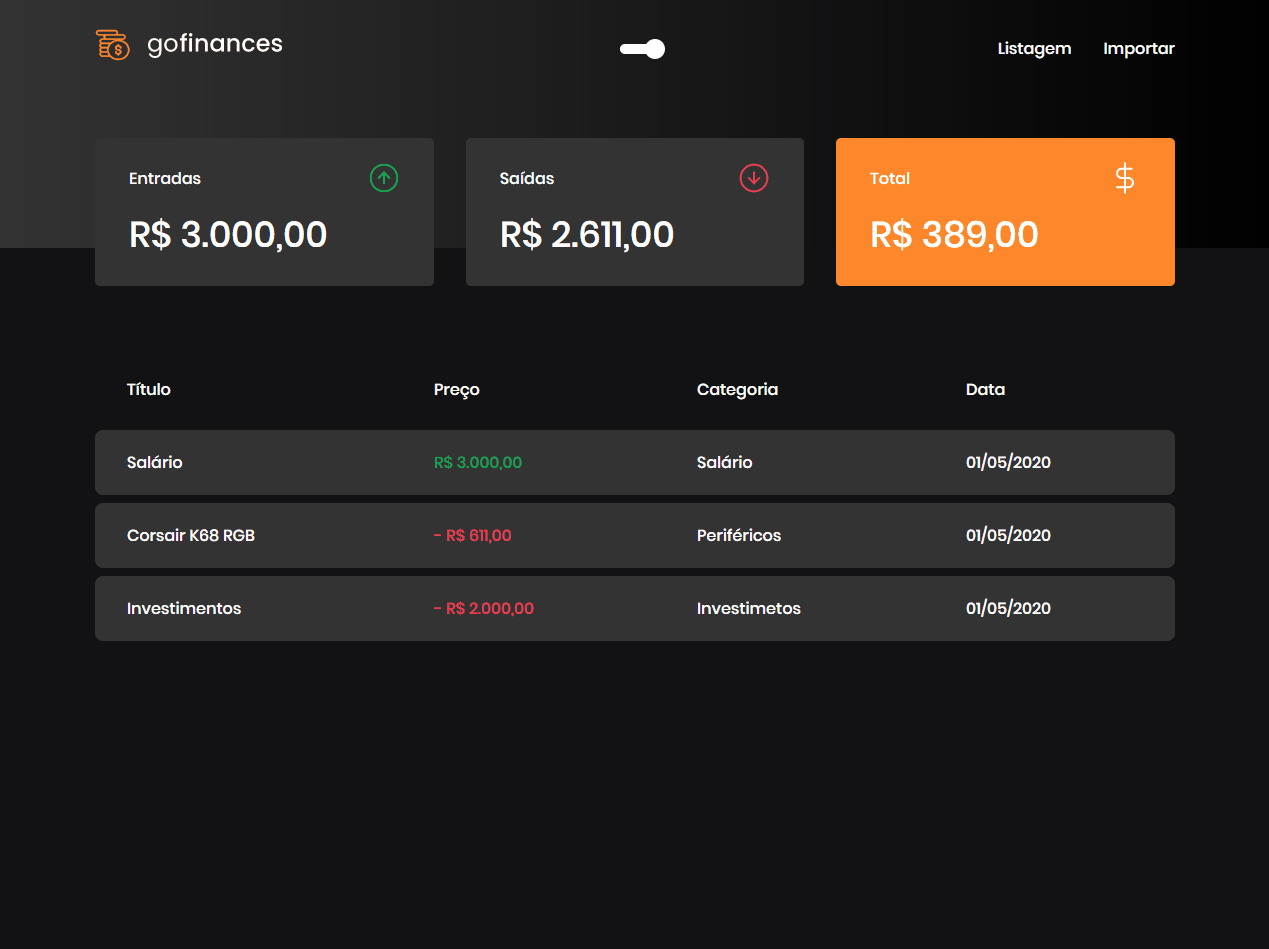 gofinances
Listagem Importar
Entradas
R$ 3.000,00
Saídas
R$ 2.611,00
Total
$
R$ 389,00
Título Preço Categoria Data
Salário R$ 3.000,00 Salário 01/05/2020
Corsair K68 RGB - R$ 611,00 Periféricos 01/05/2020
Investimentos - R$ 2.000,00 Investimetos 01/05/2020